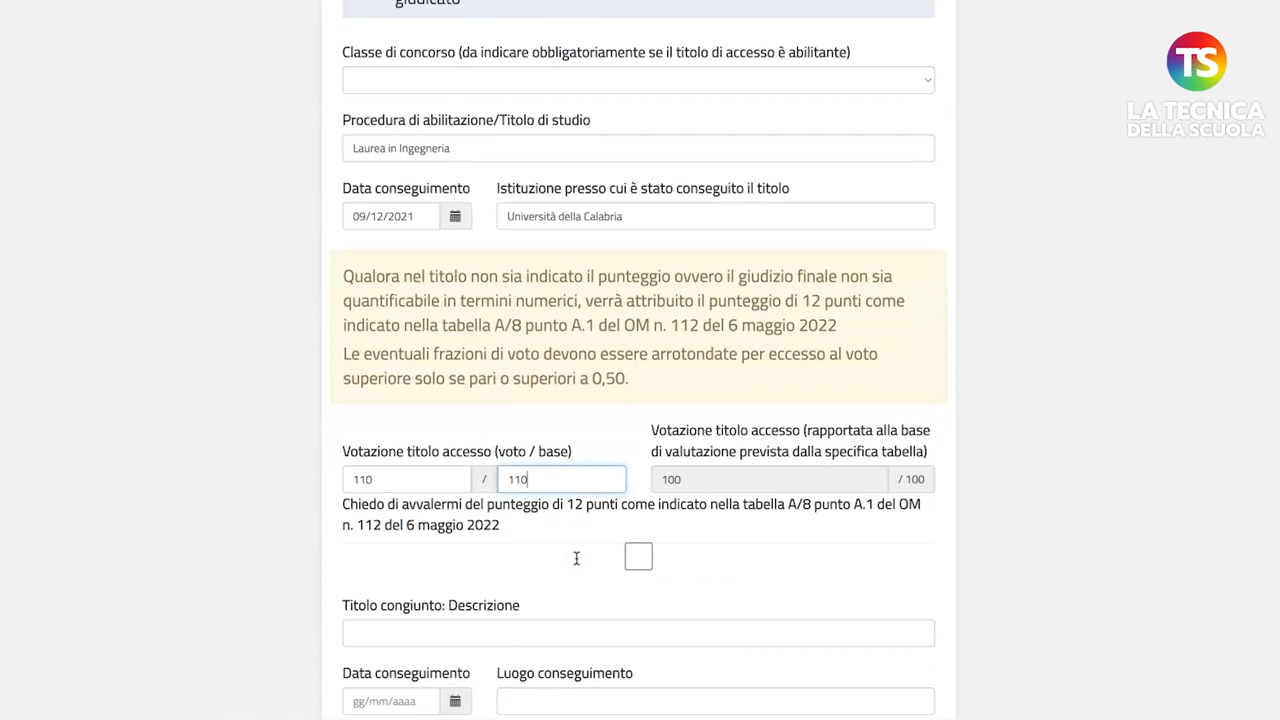 giudicato
Classe di concorso (da indicare obbligatoriamente se il titolo di accesso è abilitante)
Procedura di abilitazione/Titolo di studio
Laurea in Ingegneria
Data conseguimento
Istituzione presso cui è stato conseguito il titolo
09/12/2021
Università della Calabria
Qualora nel titolo non sia indicato il punteggio ovvero il giudizio finale non sia
quantificabile in termini numerici, verrà attribuito il punteggio di 12 punti come
indicato nella tabella A/8 punto A.1 del OM n. 112 del 6 maggio 2022
Le eventuali frazioni di voto devono essere arrotondate per eccesso al voto
superiore solo se pari o superiori a 0,50.
Votazione titolo accesso (voto / base)
Votazione titolo accesso (rapportata alla base
di valutazione prevista dalla specifica tabella)
110 / 110
100 / 100
Chiedo di avvalermi del punteggio di 12 punti come indicato nella tabella A/8 punto A.1 del OM
n. 112 del 6 maggio 2022
Titolo congiunto: Descrizione
Data conseguimento
Luogo conseguimento
gg/mm/aaaa
TS
LA TECNICA
DELLA SCUOLA